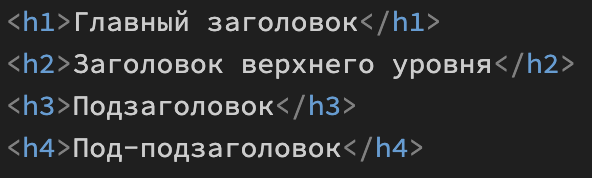 <h1>Главный заголовок</h1>
<h2>Заголовок верхнего уровня</h2>
<h3>Подзаголовок</h3>
<h4>Под-подзаголовок</h4>